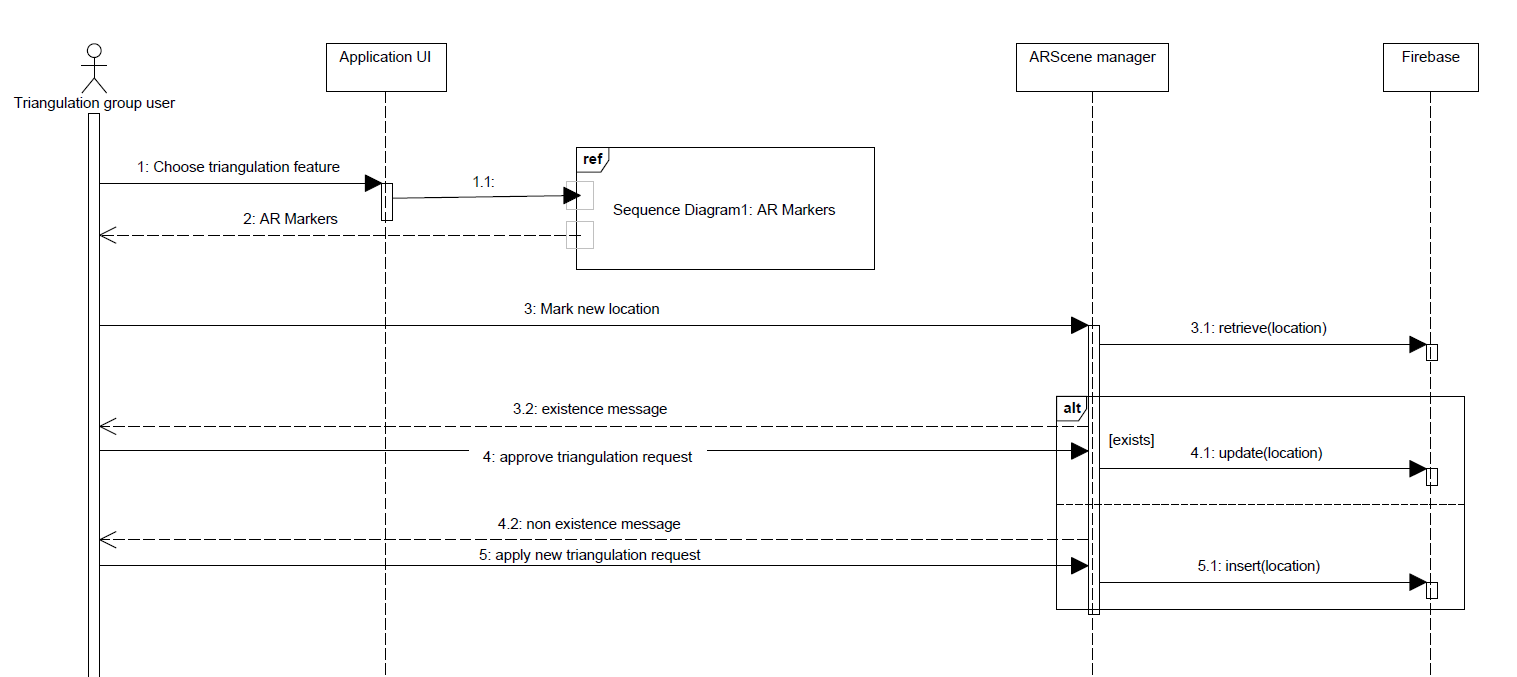 Application UI
ARScene manager
Firebase
Triangulation group user
1: Choose triangulation feature
ref
1.1:
Sequence Diagram1: AR Markers
2: AR Markers
3: Mark new location
3.1: retrieve(location)
3.2: existence message
alt
[exists]
4: approve triangulation request
4.1: update(location)
4.2: non existence message
5: apply new triangulation request
5.1: insert(location)